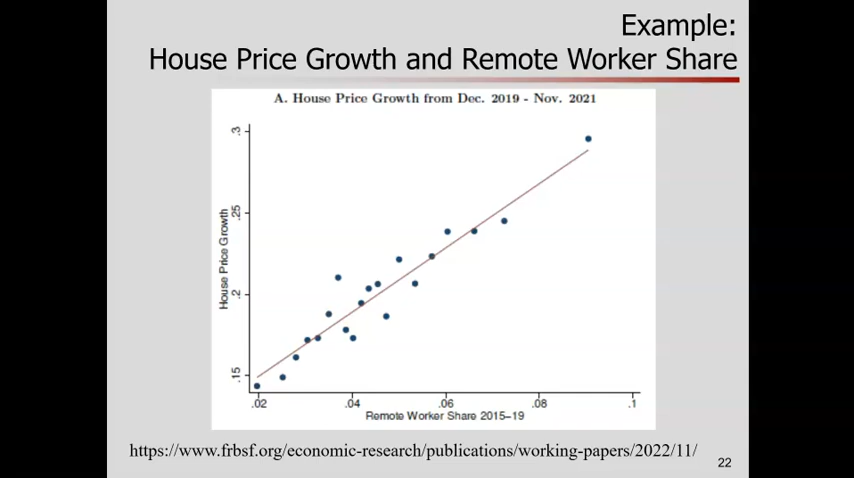 Example:
House Price Growth and Remote Worker Share
A. House Price Growth from Dec. 2019 - Nov. 2021
House Price Growth
.3
.25
.2
.15
.02 .04 .06 .08 .1
Remote Worker Share 2015–19
https://www.frbsf.org/economic-research/publications/working-papers/2022/11/
22